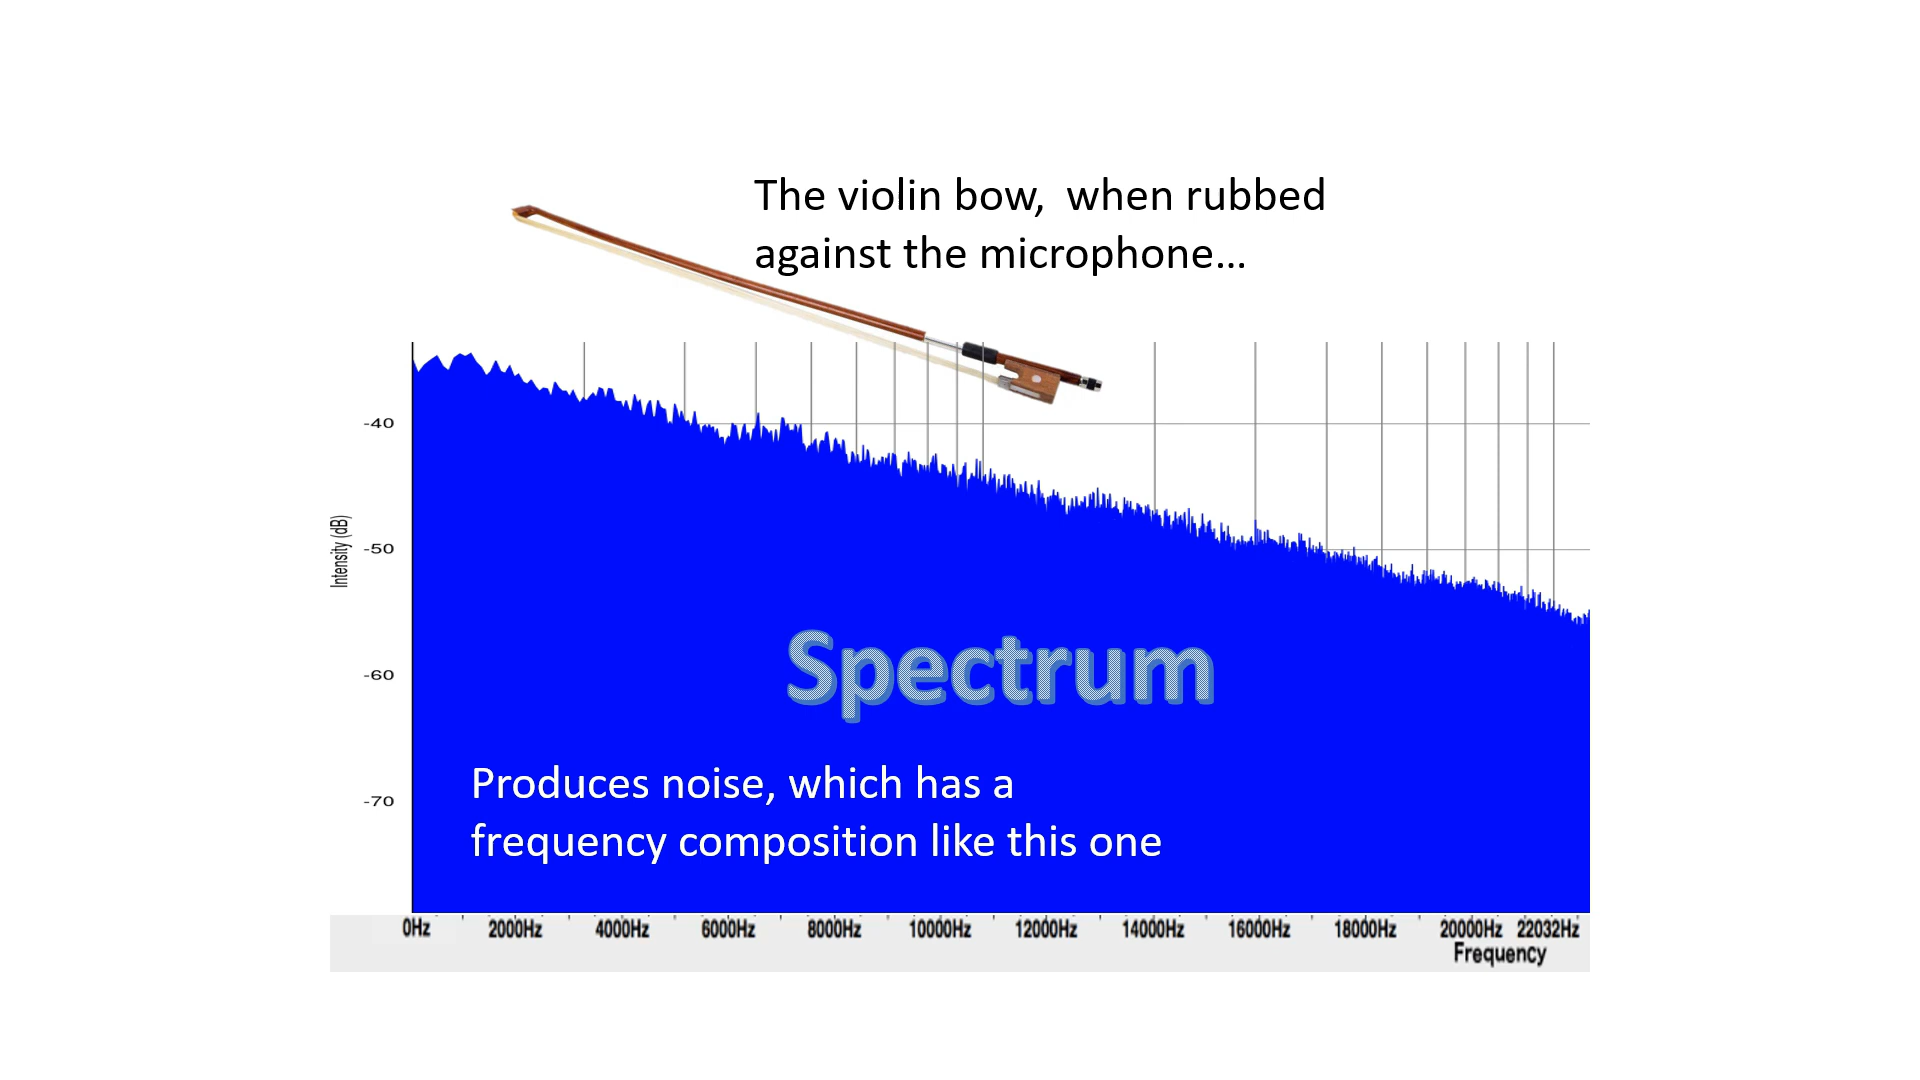 The violin bow,  when rubbed
against the microphone...
-40
-50
-60
-70
Intensity (dB)
Spectrum
Produces noise, which has a
frequency composition like this one
0Hz 2000Hz 4000Hz 6000Hz 8000Hz 10000Hz 12000Hz 14000Hz 16000Hz 18000Hz 20000Hz 22032Hz
Frequency